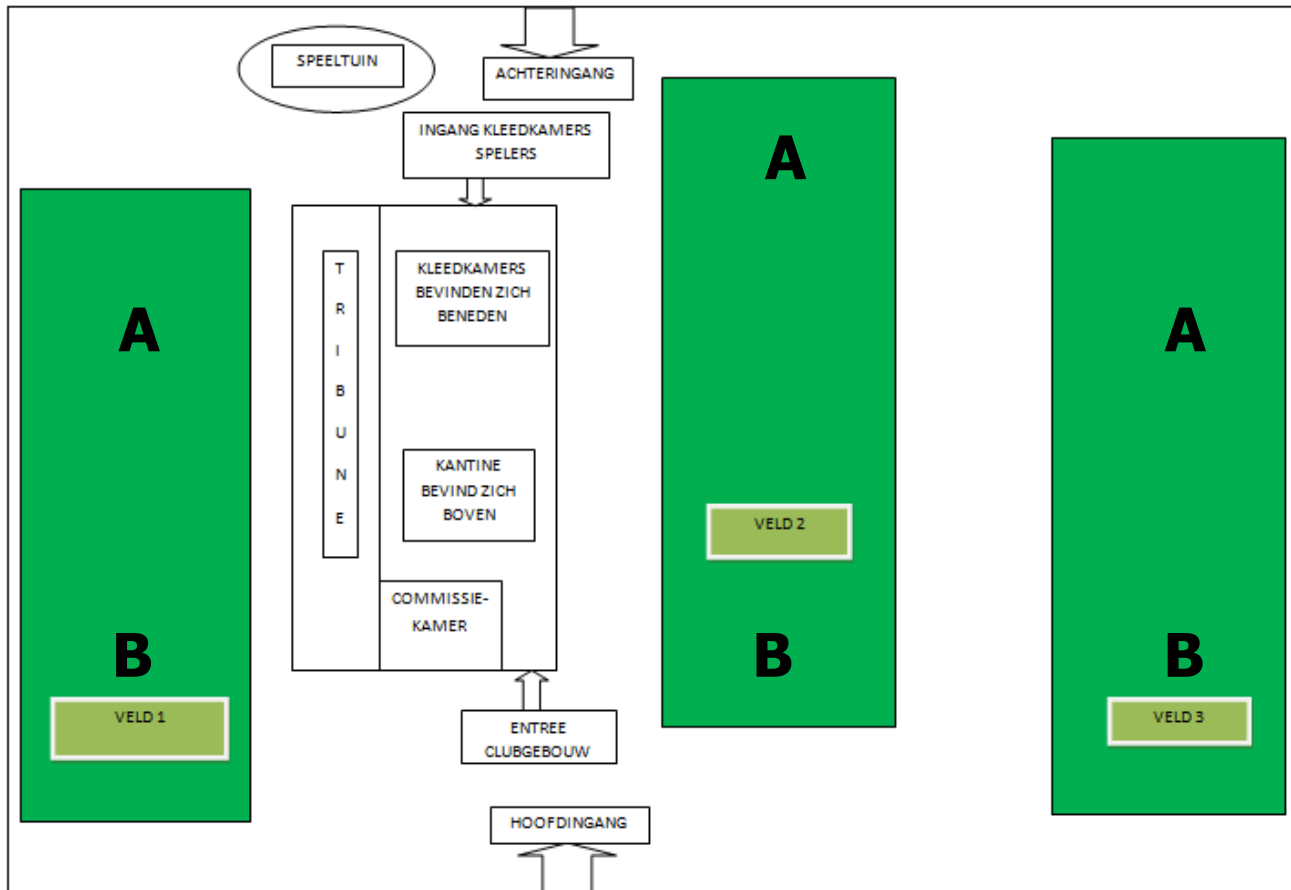 SPEELTUIN
ACHTERINGANG
INGANG KLEEDKAMERS
SPELERS
A
A
A
T
R
I
B
U
N
E
KLEEDKAMERS
BEVINDEN ZICH
BENEDEN
KANTINE
BEVIND ZICH
BOVEN
COMMISSIE-
KAMER
VELD 2
B
B
B
VELD 1
VELD 3
ENTREE
CLUBGEBOUW
HOOFDINGANG